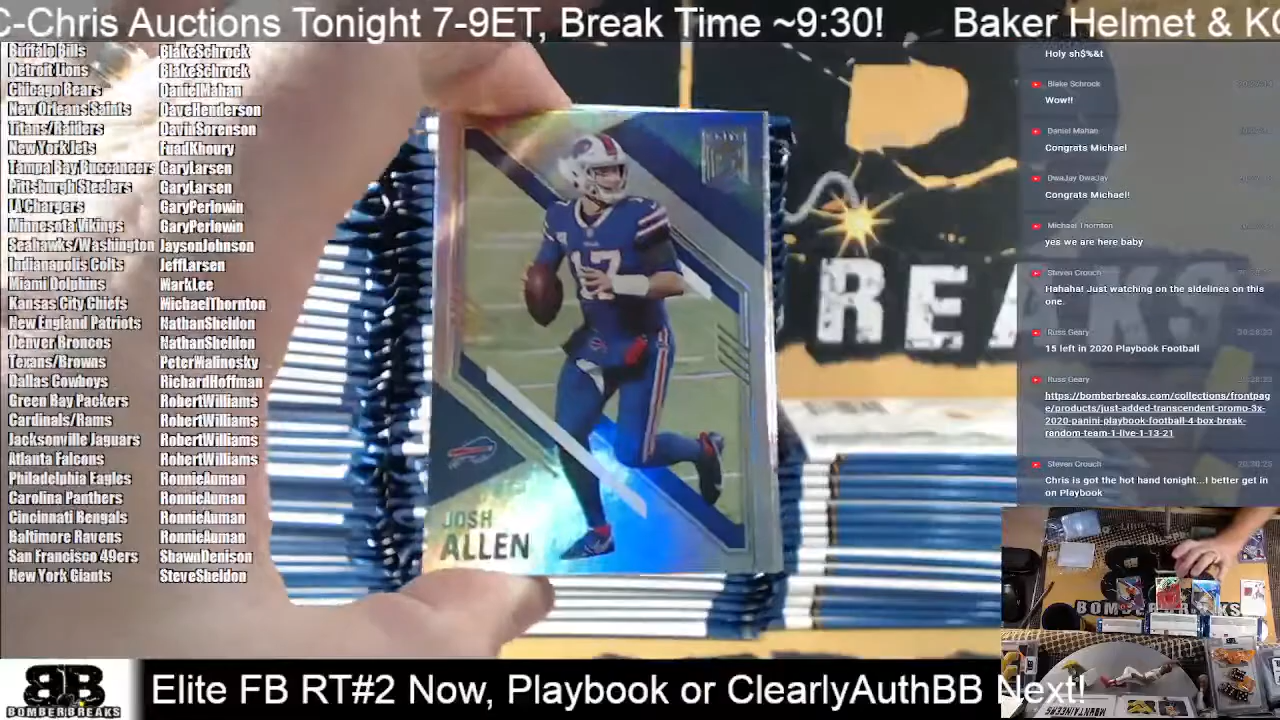 C-Chris Auctions Tonight 7-9ET, Break Time ~9:30! Baker Helmet & KC
Buffalo Bills BlakeSchrock
Detroit Lions BlakeSchrock
Chicago Bears DanielMahan
New Orleans Saints DaveHenderson
Titans/Raiders DavinSorenson
New York Jets FuadKhoury
Tampa Bay Buccaneers GaryLarsen
Pittsburgh Steelers GaryLarsen
LA Chargers GaryPerlowin
Minnesota Vikings GaryPerlowin
Seahawks/Washington JaysonJohnson
Indianapolis Colts JeffLarsen
Miami Dolphins MarkLee
Kansas City Chiefs MichaelThornton
New England Patriots NathanSheldon
Denver Broncos NathanSheldon
Texans/Browns PeterMalinosky
Dallas Cowboys RichardHoffman
Green Bay Packers RobertWilliams
Cardinals/Rams RobertWilliams
Jacksonville Jaguars RobertWilliams
Atlanta Falcons RobertWilliams
Philadelphia Eagles RonnieAuman
Carolina Panthers RonnieAuman
Cincinnati Bengals RonnieAuman
Baltimore Ravens RonnieAuman
San Francisco 49ers ShawnDenison
New York Giants SteveSheldon
17
JOSH
ALLEN
REAKS
Holy sh$%&t
Blake Schrock
Wow!!
Daniel Mahan
Congrats Michael
DwaJay DwaJay
Congrats Michael!
Michael Thornton
yes we are here baby
Steven Crouch
Hahaha! Just watching on the sidelines on this
one.
Russ Geary
15 left in 2020 Playbook Football
Russ Geary
https://bomberbreaks.com/collections/frontpag
e/products/just-added-transcendent-promo-3x-
2020-panini-playbook-football-4-box-break-
random-team-1-live-1-13-21
Steven Crouch
Chris is got the hot hand tonight...I better get in
on Playbook
BOMBERBREAKS
MOUNTAINEERS
BB
BOMBERBREAKS
Elite FB RT#2 Now, Playbook or ClearlyAuthBB Next!